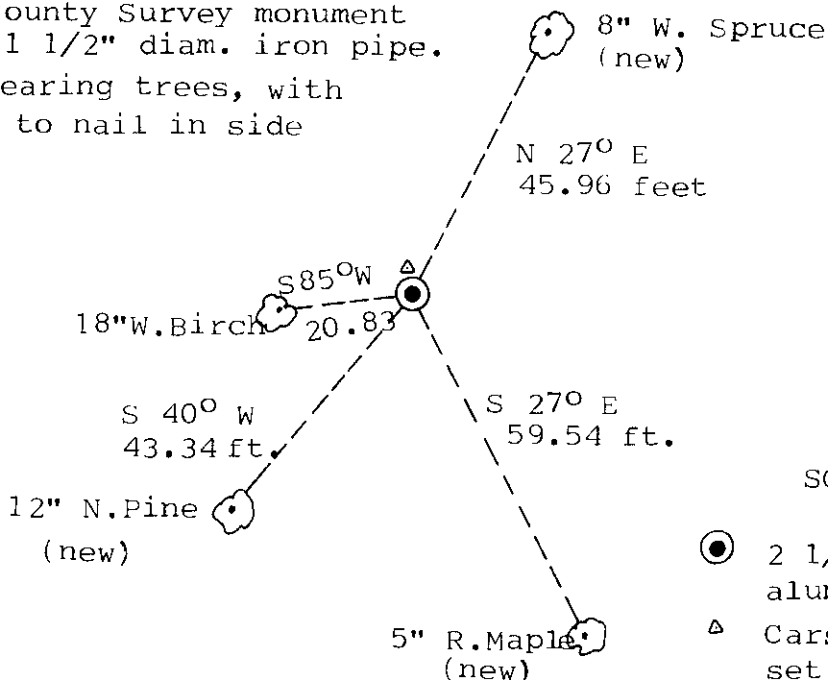 ounty Survey monument
1 1/2" diam. iron pipe.
earing trees, with
to nail in side
8" W. Spruce
(new)
N 27° E
45.96 feet
S85°W
18"W.Birch
20.83
S 40° W
43.34 ft.
S 27° E
59.54 ft.
12" N.Pine
(new)
5" R.Maple
(new)
2 1/
alum
Cars
set